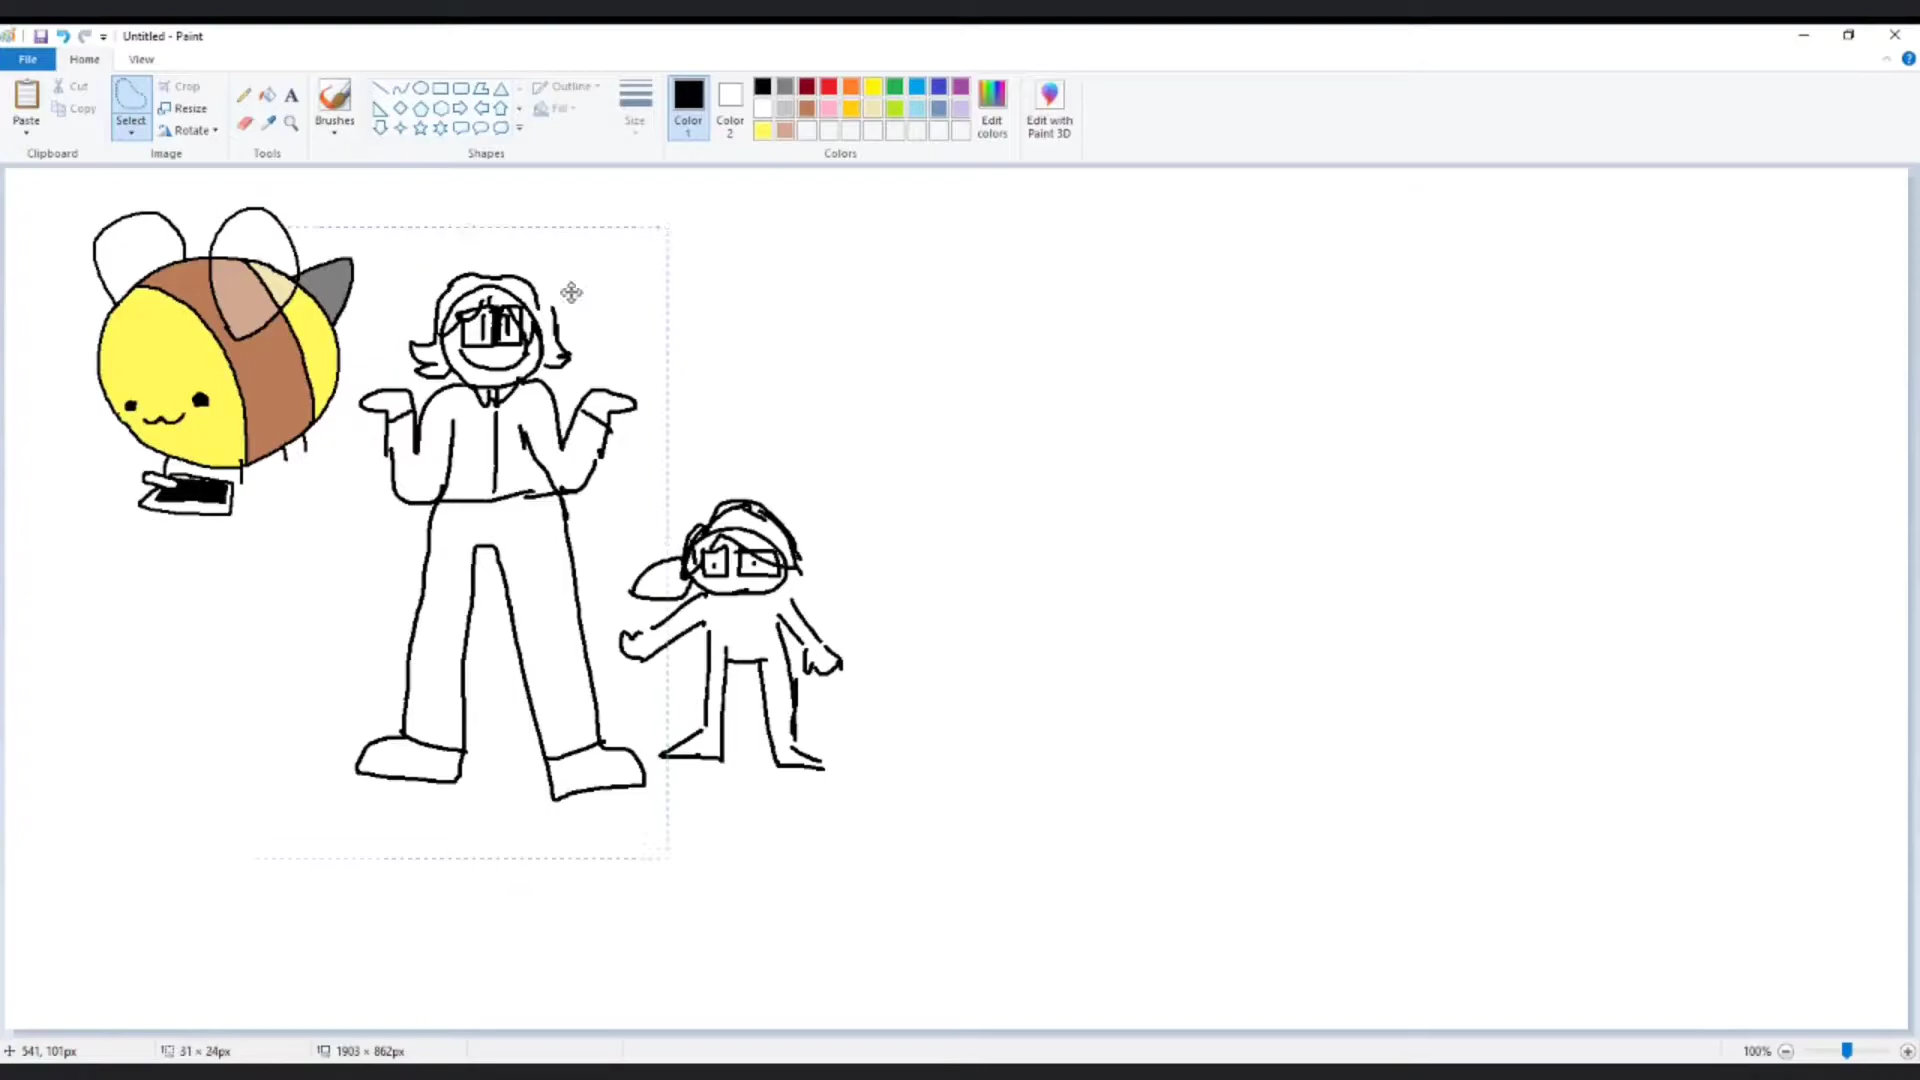 Untitled - Paint
File Home View
Paste
Cut
Copy
Clipboard
Select
Crop
Resize
Rotate
Image
A
Tools
Brushes
Outline
Fill
Shapes
Size
Color 1
Color 2
Edit colors
Colors
Edit with Paint 3D
541, 101px
31 × 24px
1903 × 862px
100%